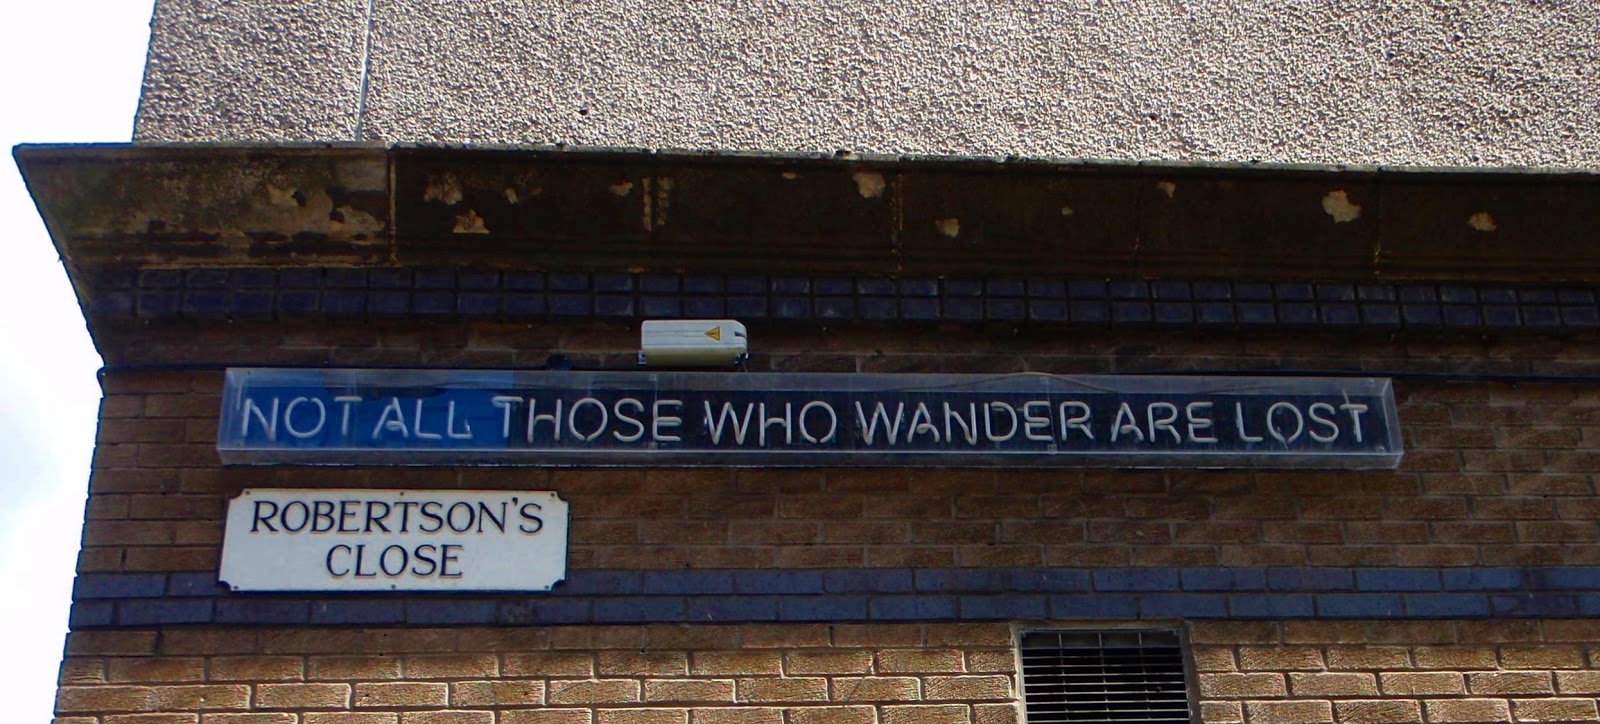 NOT ALL THOSE WHO WANDER ARE LOST
ROBERTSON'S
CLOSE